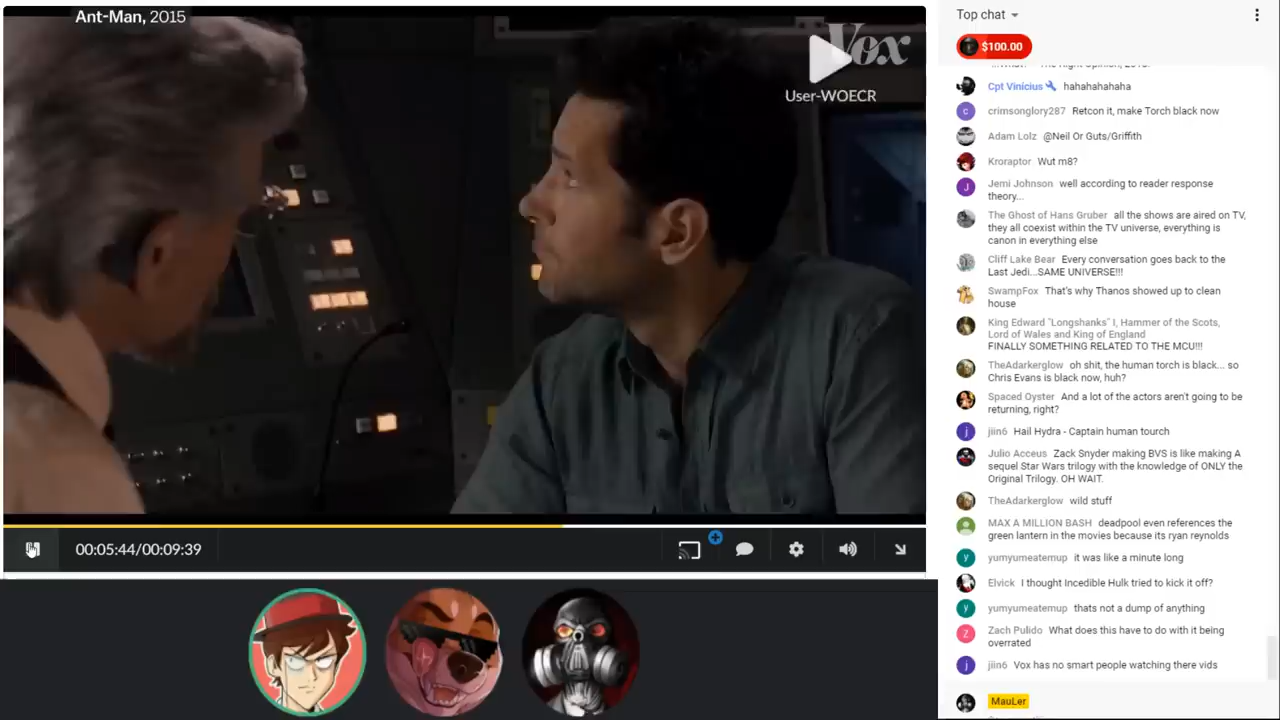 Ant-Man, 2015
Vox
User-WOECR
00:05:44/00:09:39
Top chat
$100.00
Cpt Vinícius hahahahahaha
crimsonglory287 Retcon it, make Torch black now
Adam Lolz @Neil Or Guts/Griffith
Kroraptor Wut m8?
Jemi Johnson well according to reader response
theory...
The Ghost of Hans Gruber all the shows are aired on TV,
they all coexist within the TV universe, everything is
canon in everything else
Cliff Lake Bear Every conversation goes back to the
Last Jedi...SAME UNIVERSE!!!
SwampFox That's why Thanos showed up to clean
house
King Edward "Longshanks" I, Hammer of the Scots,
Lord of Wales and King of England
FINALLY SOMETHING RELATED TO THE MCU!!!
TheAdarkerglow oh shit, the human torch is black... so
Chris Evans is black now, huh?
Spaced Oyster And a lot of the actors aren't going to be
returning, right?
jiin6 Hail Hydra - Captain human tourch
Julio Acceus Zack Snyder making BVS is like making A
sequel Star Wars trilogy with the knowledge of ONLY the
Original Trilogy. OH WAIT.
TheAdarkerglow wild stuff
MAX A MILLION BASH deadpool even references the
green lantern in the movies because its ryan reynolds
yumyumeatemup it was like a minute long
Elvick I thought Incedible Hulk tried to kick it off?
yumyumeatemup thats not a dump of anything
Zach Pulido What does this have to do with it being
overrated
jiin6 Vox has no smart people watching there vids
MauLer